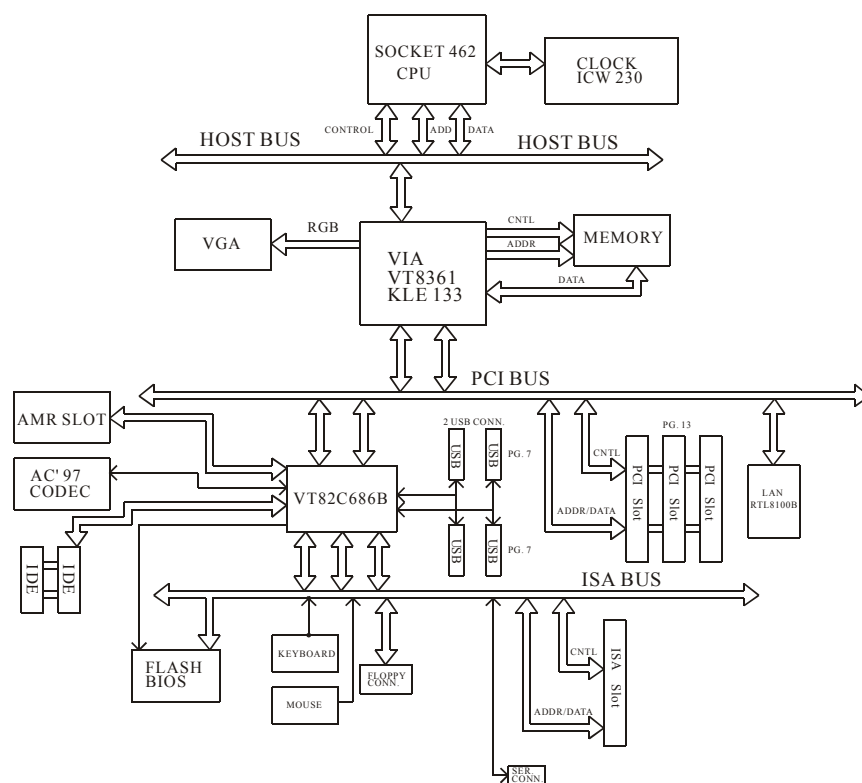 SOCKET 462
CPU
CLOCK
ICW 230
CONTROL
ADD
DATA
HOST BUS
HOST BUS
VGA
RGB
VIA
VT8361
KLE 133
CNTL
ADDR
MEMORY
DATA
PCI BUS
AMR SLOT
AC' 97
CODEC
VT82C686B
2 USB CONN.
USB
USB
PG. 7
USB
USB
PG. 7
PG. 13
CNTL
ADDR/DATA
PCI Slot
PCI Slot
PCI Slot
LAN
RTL8100B
IDE
IDE
ISA BUS
FLASH
BIOS
KEYBOARD
MOUSE
FLOPPY
CONN.
CNTL
ADDR/DATA
ISA Slot
SER.
CONN.